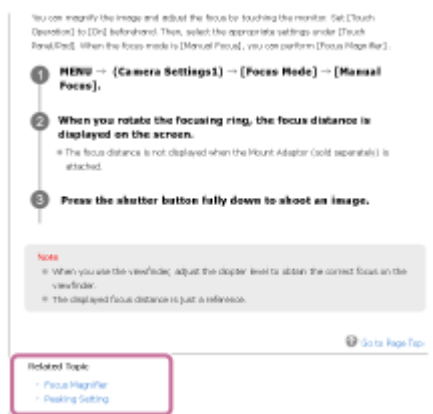 You can magnify the image and adjust the focus by touching the monitor. Set [Touch
Operation] to [On] beforehand. Then, select the appropriate settings under [Touch
Panel/Pad]. When the focus mode is [Manual Focus], you can perform [Focus Magnifier].
1 MENU → (Camera Settings1) → [Focus Mode] → [Manual
Focus].
2 When you rotate the focusing ring, the focus distance is
displayed on the screen.
The focus distance is not displayed when the Mount Adaptor (sold separately) is
attached.
3 Press the shutter button fully down to shoot an image.
Note
When you use the viewfinder, adjust the diopter level to obtain the correct focus on the
viewfinder.
The displayed focus distance is just a reference.
Go to Page Top
Related Topic
Focus Magnifier
Peaking Setting